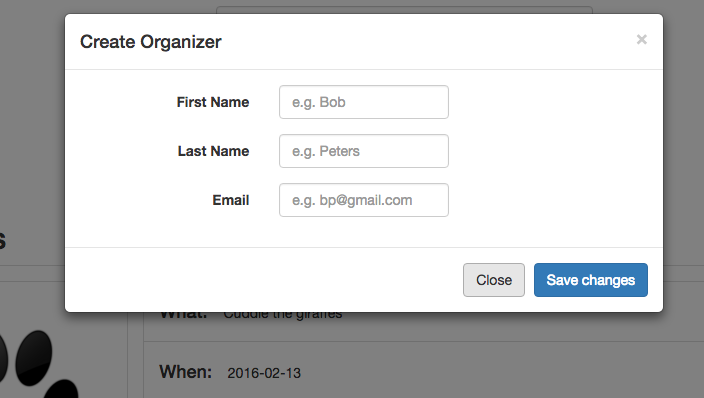 Create Organizer ×
First Name e.g. Bob
Last Name e.g. Peters
Email e.g. bp@gmail.com
s
Close Save changes
What: Cuddle the giraffes
When: 2016-02-13